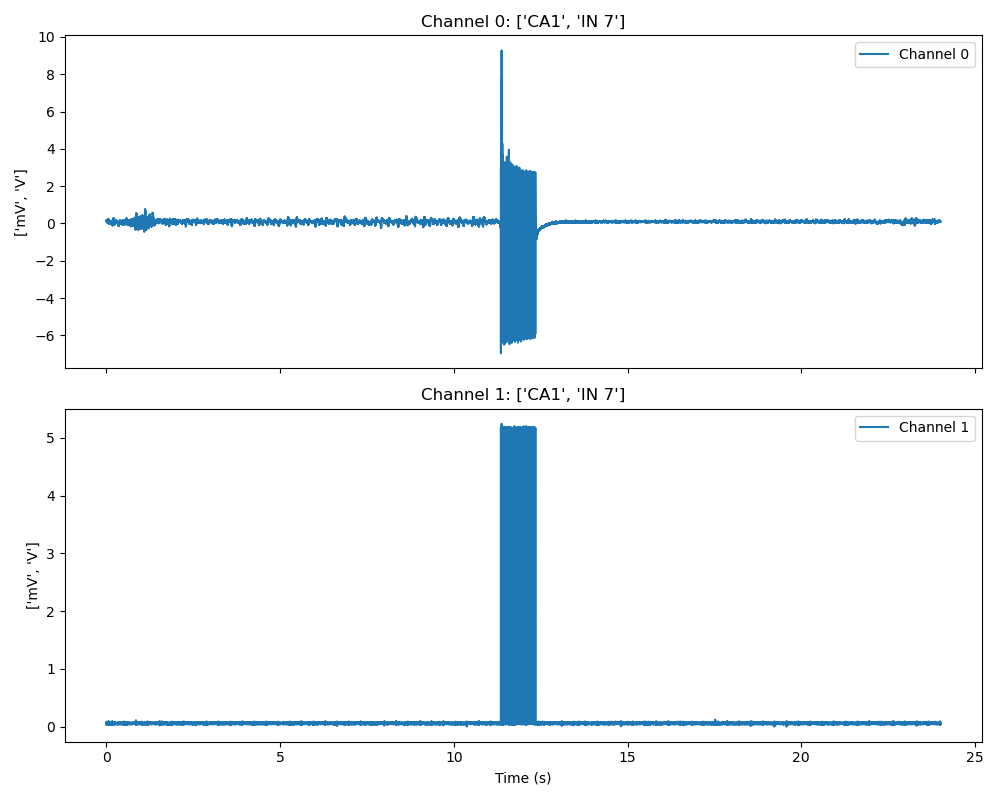 Channel 0: ['CA1', 'IN 7']
Channel 0
['mV', 'V']
10
8
6
4
2
0
−2
−4
−6
Channel 1: ['CA1', 'IN 7']
Channel 1
['mV', 'V']
5
4
3
2
1
0
0 5 10 15 20 25
Time (s)